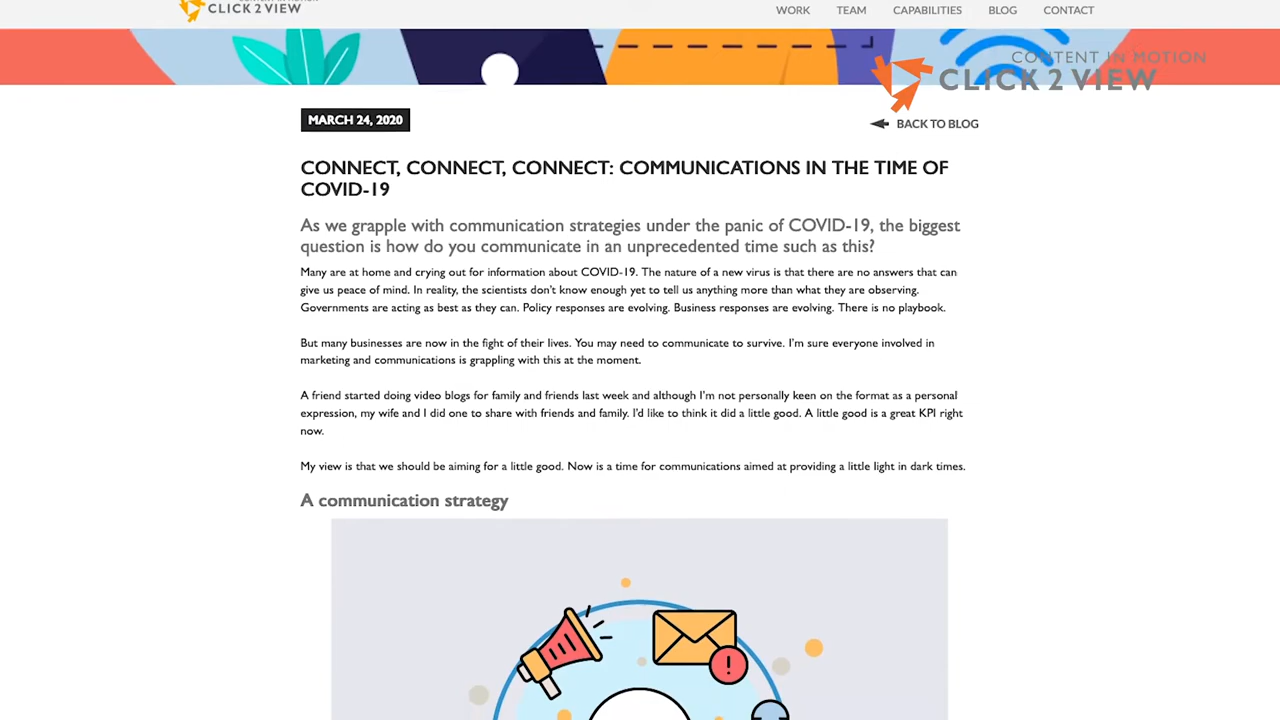 CLICK 2 VIEW
WORK TEAM CAPABILITIES BLOG CONTACT
CONTENT IN MOTION
CLICK 2 VIEW
MARCH 24, 2020
BACK TO BLOG
CONNECT, CONNECT, CONNECT: COMMUNICATIONS IN THE TIME OF
COVID-19
As we grapple with communication strategies under the panic of COVID-19, the biggest
question is how do you communicate in an unprecedented time such as this?
Many are at home and crying out for information about COVID-19. The nature of a new virus is that there are no answers that can
give us peace of mind. In reality, the scientists don't know enough yet to tell us anything more than what they are observing.
Governments are acting as best as they can. Policy responses are evolving. Business responses are evolving. There is no playbook.
But many businesses are now in the fight of their lives. You may need to communicate to survive. I'm sure everyone involved in
marketing and communications is grappling with this at the moment.
A friend started doing video blogs for family and friends last week and although I'm not personally keen on the format as a personal
expression, my wife and I did one to share with friends and family. I'd like to think it did a little good. A little good is a great KPI right
now.
My view is that we should be aiming for a little good. Now is a time for communications aimed at providing a little light in dark times.
A communication strategy
!